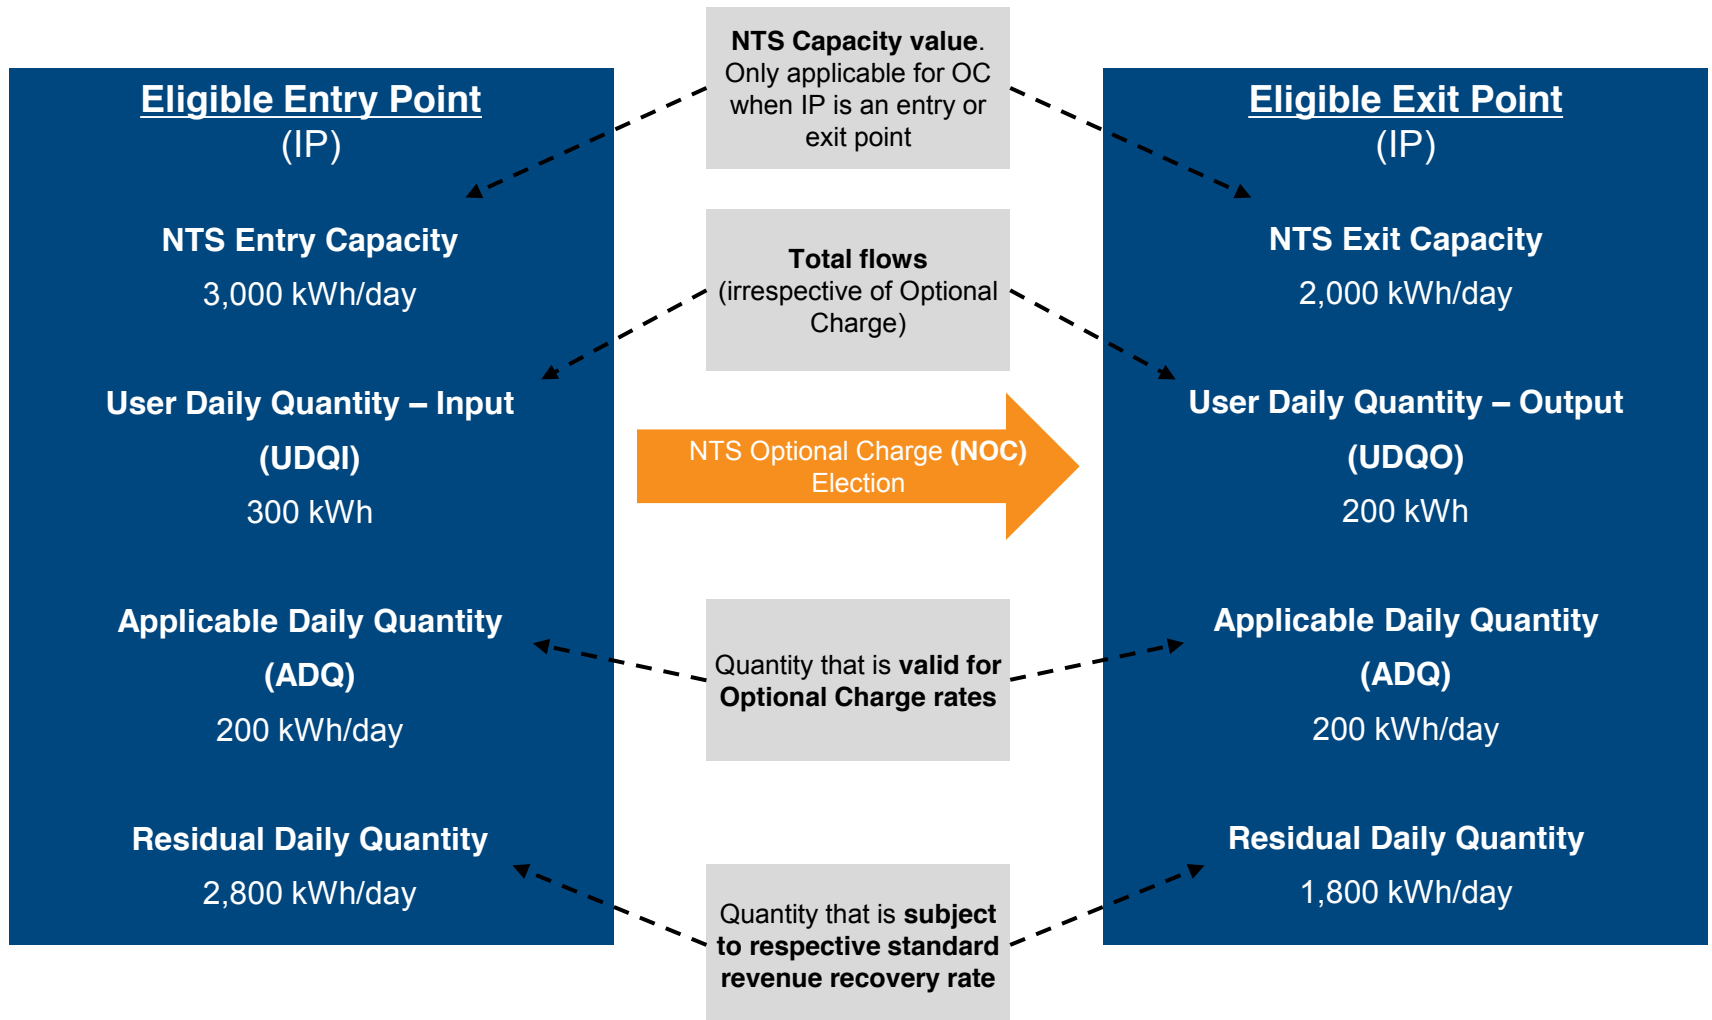 Eligible Entry Point
(IP)
NTS Entry Capacity
3,000 kWh/day
User Daily Quantity – Input
(UDQI)
300 kWh
Applicable Daily Quantity
(ADQ)
200 kWh/day
Residual Daily Quantity
2,800 kWh/day
NTS Capacity value.
Only applicable for OC
when IP is an entry or
exit point
Total flows
(irrespective of Optional
Charge)
NTS Optional Charge (NOC)
Election
Quantity that is valid for
Optional Charge rates
Quantity that is subject
to respective standard
revenue recovery rate
Eligible Exit Point
(IP)
NTS Exit Capacity
2,000 kWh/day
User Daily Quantity – Output
(UDQO)
200 kWh
Applicable Daily Quantity
(ADQ)
200 kWh/day
Residual Daily Quantity
1,800 kWh/day